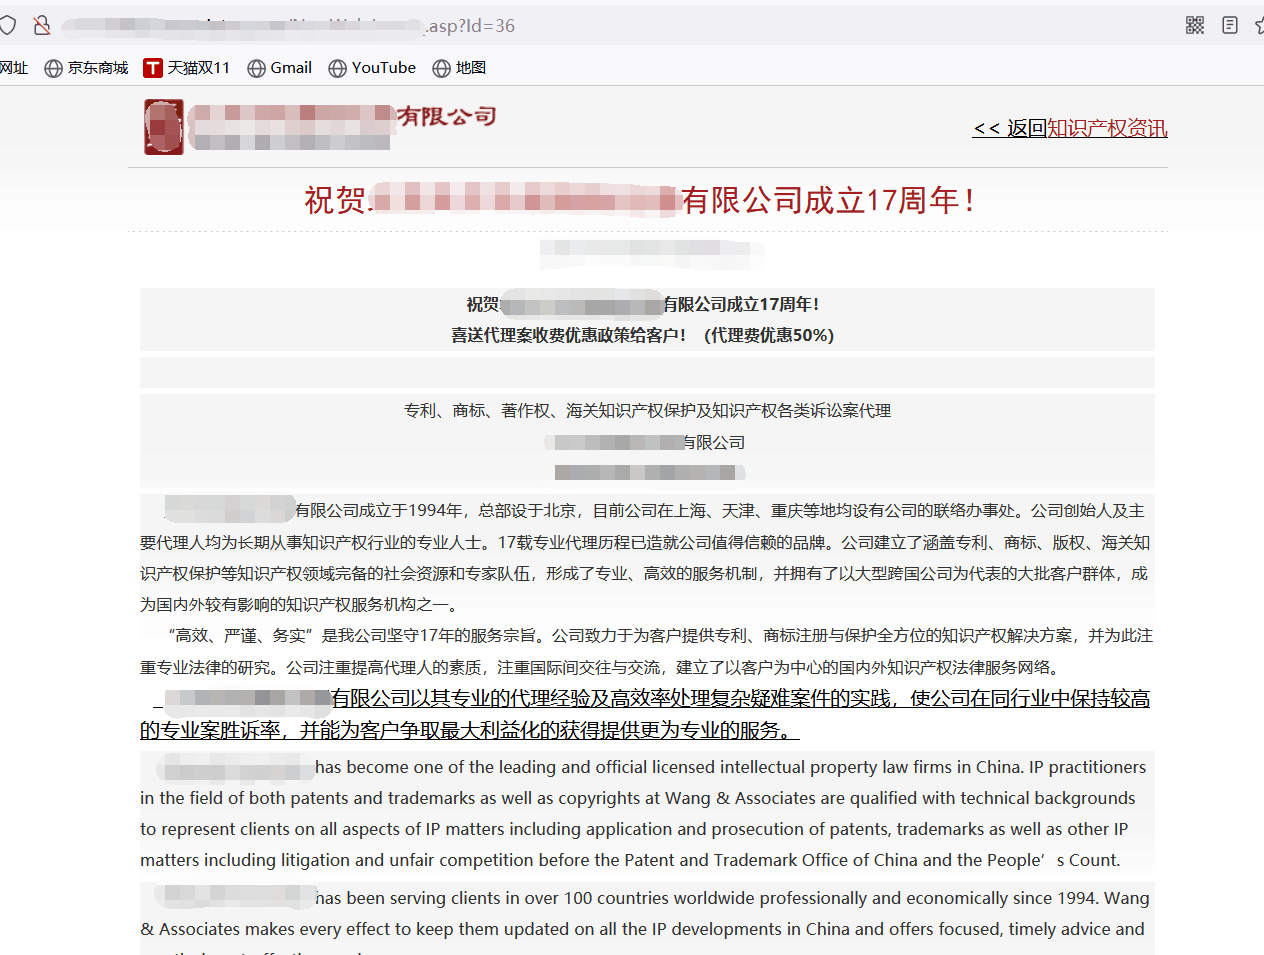 .asp?Id=36
网址 京东商城 T 天猫双11 Gmail YouTube 地图
有限公司
<< 返回知识产权资讯
祝贺 有限公司成立17周年！
祝贺 有限公司成立17周年！
喜送代理案收费优惠政策给客户！（代理费优惠50%）
专利、商标、著作权、海关知识产权保护及知识产权各类诉讼案代理
有限公司
有限公司成立于1994年，总部设于北京，目前公司在上海、天津、重庆等地均设有公司的联络办事处。公司创始人及主
要代理人均为长期从事知识产权行业的专业人士。17载专业代理历程已造就公司值得信赖的品牌。公司建立了涵盖专利、商标、版权、海关知
识产权保护等知识产权领域完备的社会资源和专家队伍，形成了专业、高效的服务机制，并拥有了以大型跨国公司为代表的大批客户群体，成
为国内外较有影响的知识产权服务机构之一。
“高效、严谨、务实”是我公司坚守17年的服务宗旨。公司致力于为客户提供专利、商标注册与保护全方位的知识产权解决方案，并为此注
重专业法律的研究。公司注重提高代理人的素质，注重国际间交往与交流，建立了以客户为中心的国内外知识产权法律服务网络。
有限公司以其专业的代理经验及高效率处理复杂疑难案件的实践，使公司在同行业中保持较高
的专业案胜诉率，并能为客户争取最大利益化的获得提供更为专业的服务。
has become one of the leading and official licensed intellectual property law firms in China. IP practitioners
in the field of both patents and trademarks as well as copyrights at Wang & Associates are qualified with technical backgrounds
to represent clients on all aspects of IP matters including application and prosecution of patents, trademarks as well as other IP
matters including litigation and unfair competition before the Patent and Trademark Office of China and the People’s Count.
has been serving clients in over 100 countries worldwide professionally and economically since 1994. Wang
& Associates makes every effort to keep them updated on all the IP developments in China and offers focused, timely advice and